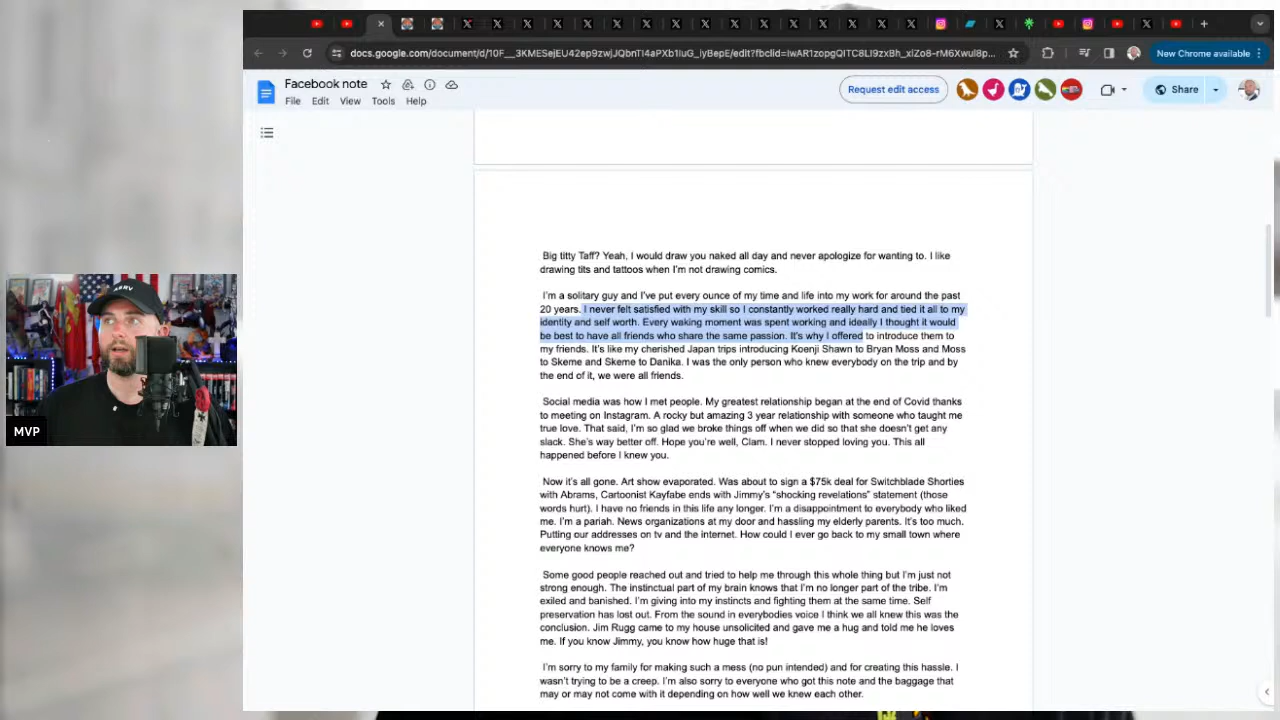 docs.google.com/document/d/10F__3KMESejEU42ep9zwjJQbnTI4aPXb1IuG_iyBepE/edit?fbclid=IwAR1zopgQITC8LI9zxBh_xiZo8-rM6Xwul8p...
New Chrome available
Facebook note
File Edit View Tools Help
Request edit access
Share
Big titty Taff? Yeah, I would draw you naked all day and never apologize for wanting to. I like
drawing tits and tattoos when I'm not drawing comics.
I'm a solitary guy and I've put every ounce of my time and life into my work for around the past
20 years. I never felt satisfied with my skill so I constantly worked really hard and tied it all to my
identity and self worth. Every waking moment was spent working and ideally I thought it would
be best to have all friends who share the same passion. It's why I offered to introduce them to
my friends. It's like my cherished Japan trips introducing Koenji Shawn to Bryan Moss and Moss
to Skeme and Skeme to Danika. I was the only person who knew everybody on the trip and by
the end of it, we were all friends.
Social media was how I met people. My greatest relationship began at the end of Covid thanks
to meeting on Instagram. A rocky but amazing 3 year relationship with someone who taught me
true love. That said, I'm so glad we broke things off when we did so that she doesn't get any
slack. She's way better off. Hope you're well, Clam. I never stopped loving you. This all
happened before I knew you.
Now it's all gone. Art show evaporated. Was about to sign a $75k deal for Switchblade Shorties
with Abrams, Cartoonist Kayfabe ends with Jimmy's "shocking revelations" statement (those
words hurt). I have no friends in this life any longer. I'm a disappointment to everybody who liked
me. I'm a pariah. News organizations at my door and hassling my elderly parents. It's too much.
Putting our addresses on tv and the internet. How could I ever go back to my small town where
everyone knows me?
Some good people reached out and tried to help me through this whole thing but I'm just not
strong enough. The instinctual part of my brain knows that I'm no longer part of the tribe. I'm
exiled and banished. I'm giving into my instincts and fighting them at the same time. Self
preservation has lost out. From the sound in everybodies voice I think we all knew this was the
conclusion. Jim Rugg came to my house unsolicited and gave me a hug and told me he loves
me. If you know Jimmy, you know how huge that is!
I'm sorry to my family for making such a mess (no pun intended) and for creating this hassle. I
wasn't trying to be a creep. I'm also sorry to everyone who got this note and the baggage that
may or may not come with it depending on how well we knew each other.
MVP